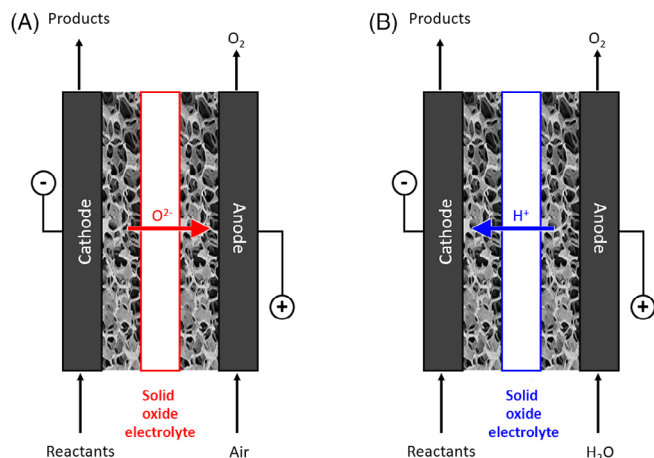 (A)
Products
O₂
-
Cathode
O²⁻
Anode
+
Solid
oxide
electrolyte
Reactants
Air
(B)
Products
O₂
-
Cathode
H⁺
Anode
+
Solid
oxide
electrolyte
Reactants
H₂O